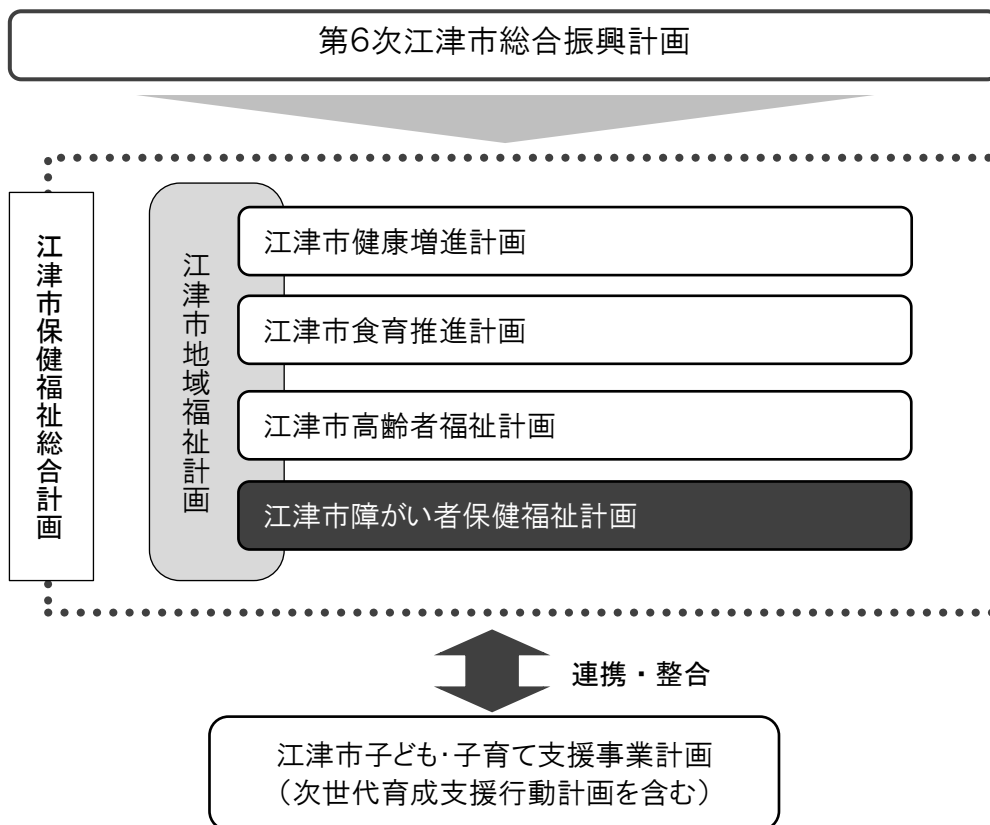 第6次江津市総合振興計画
江津市保健福祉総合計画
江津市地域福祉計画
江津市健康増進計画
江津市食育推進計画
江津市高齢者福祉計画
江津市障がい者保健福祉計画
連携・整合
江津市子ども・子育て支援事業計画
（次世代育成支援行動計画を含む）